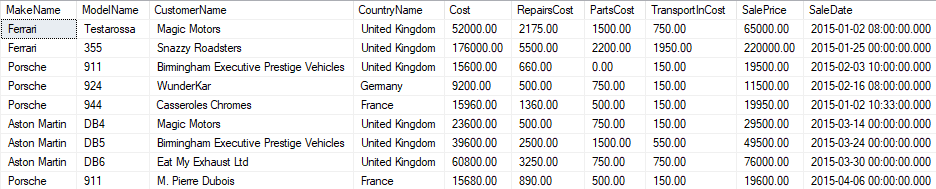 MakeName ModelName CustomerName CountryName Cost RepairsCost PartsCost TransportInCost SalePrice SaleDate
Ferrari Testarossa Magic Motors United Kingdom 52000.00 2175.00 1500.00 750.00 65000.00 2015-01-02 08:00:00.000
Ferrari 355 Snazzy Roadsters United Kingdom 176000.00 5500.00 2200.00 1950.00 220000.00 2015-01-25 00:00:00.000
Porsche 911 Birmingham Executive Prestige Vehicles United Kingdom 15600.00 660.00 0.00 150.00 19500.00 2015-02-03 10:00:00.000
Porsche 924 WunderKar Germany 9200.00 500.00 750.00 150.00 11500.00 2015-02-16 08:00:00.000
Porsche 944 Casseroles Chromes France 15960.00 1360.00 500.00 150.00 19950.00 2015-01-02 10:33:00.000
Aston Martin DB4 Magic Motors United Kingdom 23600.00 500.00 750.00 150.00 29500.00 2015-03-14 00:00:00.000
Aston Martin DB5 Birmingham Executive Prestige Vehicles United Kingdom 39600.00 2500.00 1500.00 550.00 49500.00 2015-03-24 00:00:00.000
Aston Martin DB6 Eat My Exhaust Ltd United Kingdom 60800.00 3250.00 750.00 750.00 76000.00 2015-03-30 00:00:00.000
Porsche 911 M. Pierre Dubois France 15680.00 890.00 500.00 150.00 19600.00 2015-04-06 00:00:00.000